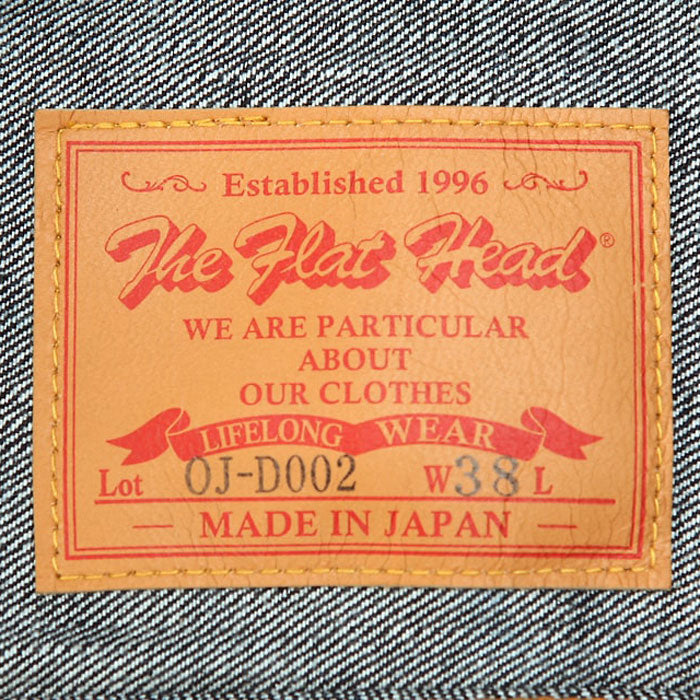 Established 1996
The Flat Head®
WE ARE PARTICULAR
ABOUT
OUR CLOTHES
LIFELONG WEAR
Lot OJ-D002 W38 L
— MADE IN JAPAN —